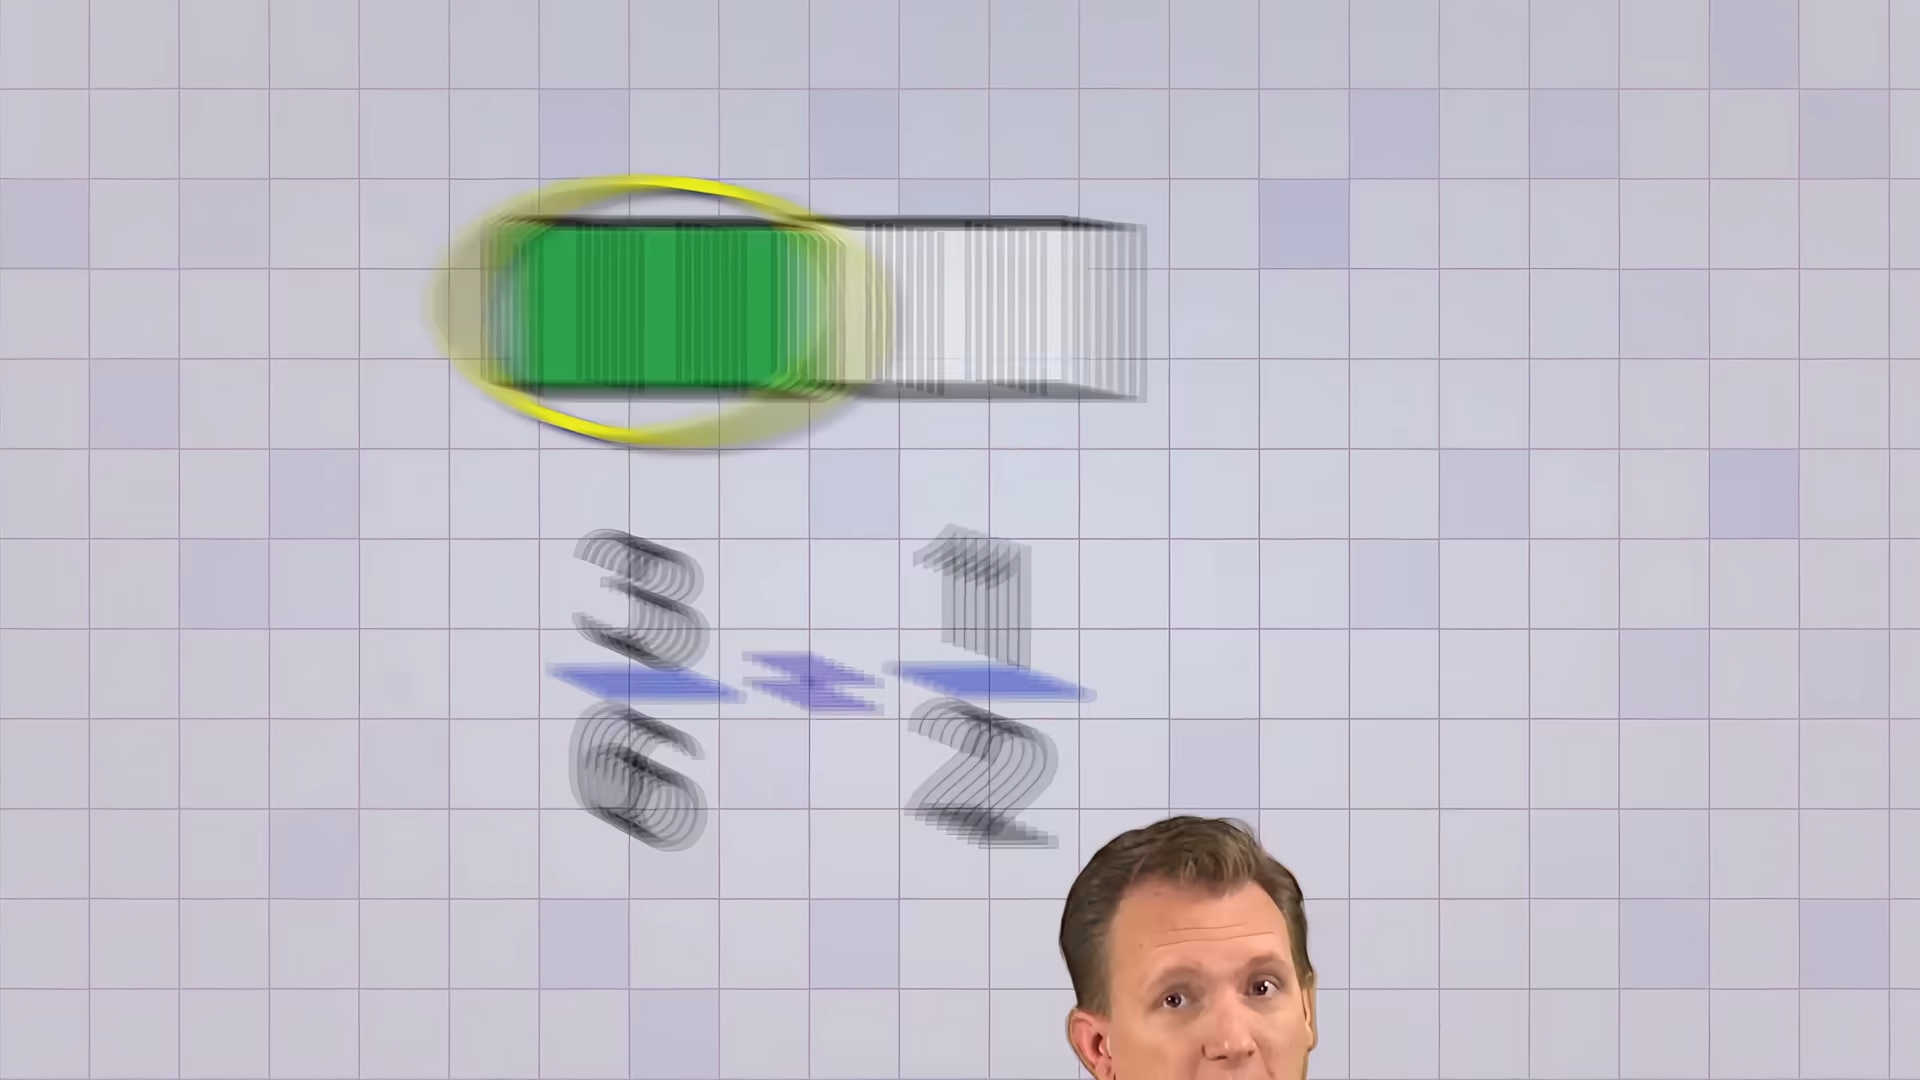 3/6 = 1/2